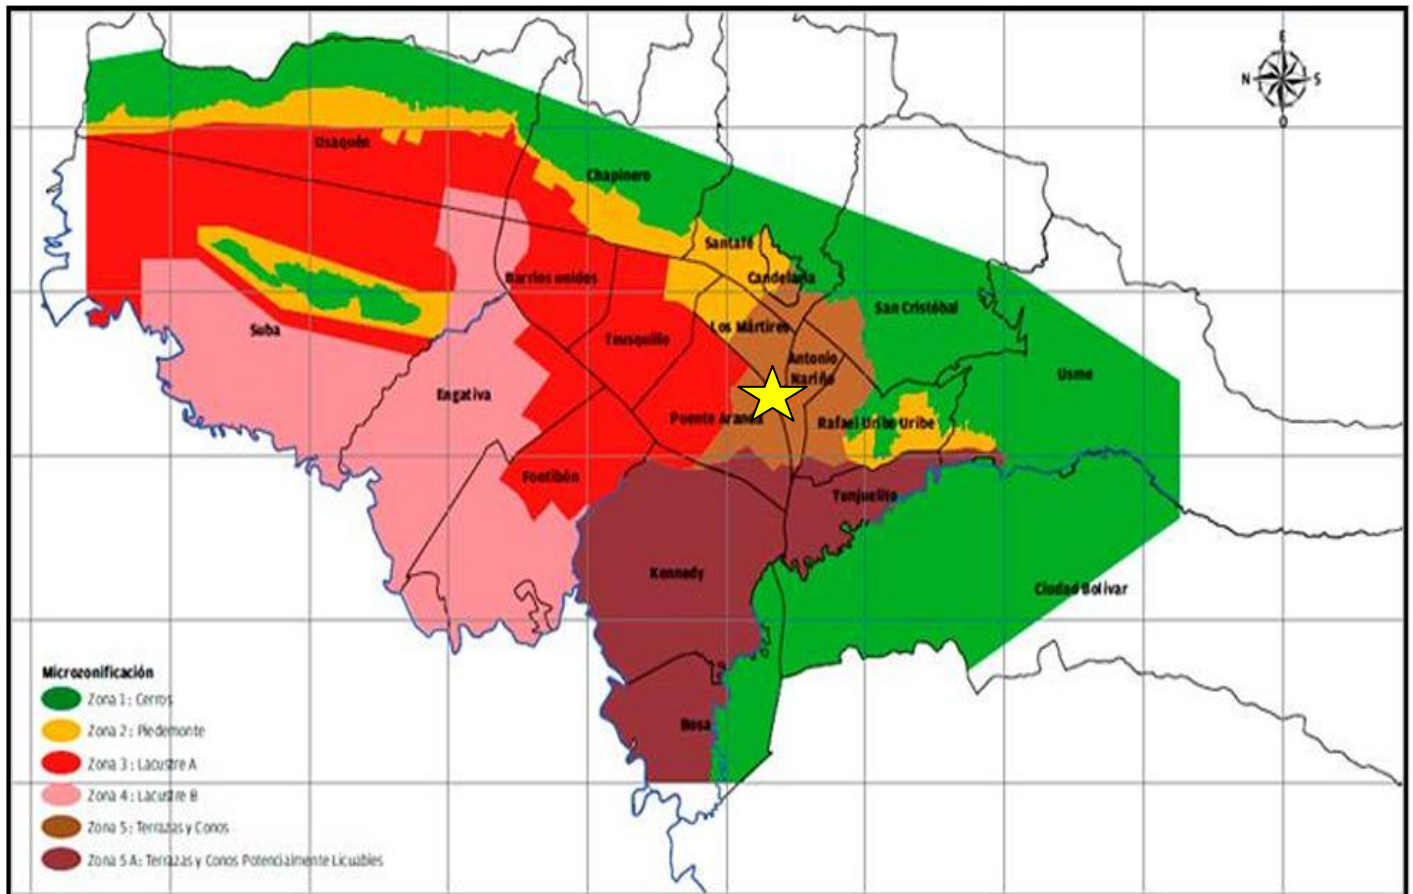 E
N S
O
Usaquén
Chapinero
Santafé
Candelaria
Barrios unidos
San Cristóbal
Suba
Los Mártires
Teusquillo
Antonio
Nariño
Usme
Engativa
Puente Aranda
Rafael Uribe Uribe
Fontibón
Tunjuelito
Kennedy
Ciudad Bolívar
Bosa
Microzonificación
Zona 1 : Cerros
Zona 2 : Piedemonte
Zona 3 : Lacustre A
Zona 4 : Lacustre B
Zona 5 : Terrazas y Conos
Zona 5 A: Terrazas y Conos Potencialmente Licuables